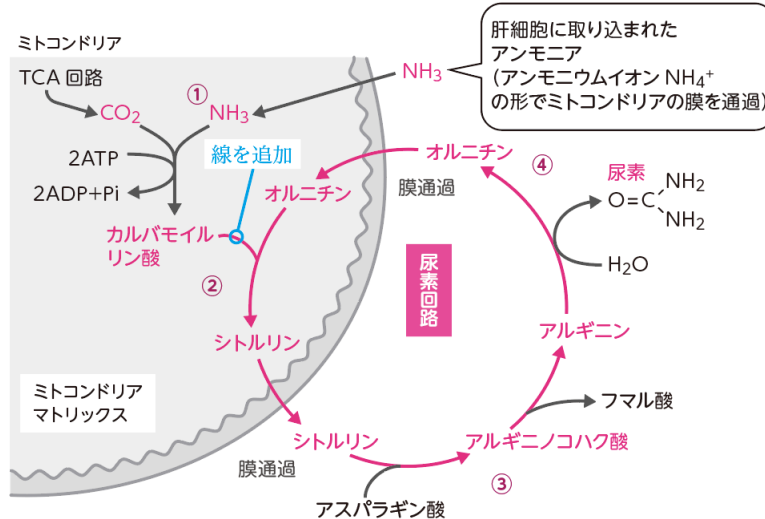 ミトコンドリア
肝細胞に取り込まれた
アンモニア
(アンモニウムイオン NH₄⁺
の形でミトコンドリアの膜を通過)
TCA 回路
NH₃
①
CO₂
NH₃
2ATP
線を追加
2ADP+Pi
オルニチン
オルニチン
膜通過
④
尿素
O=C
NH₂
NH₂
H₂O
カルバモイル
リン酸
②
尿素回路
シトルリン
アルギニン
ミトコンドリア
マトリックス
フマル酸
シトルリン
アルギニノコハク酸
膜通過
③
アスパラギン酸